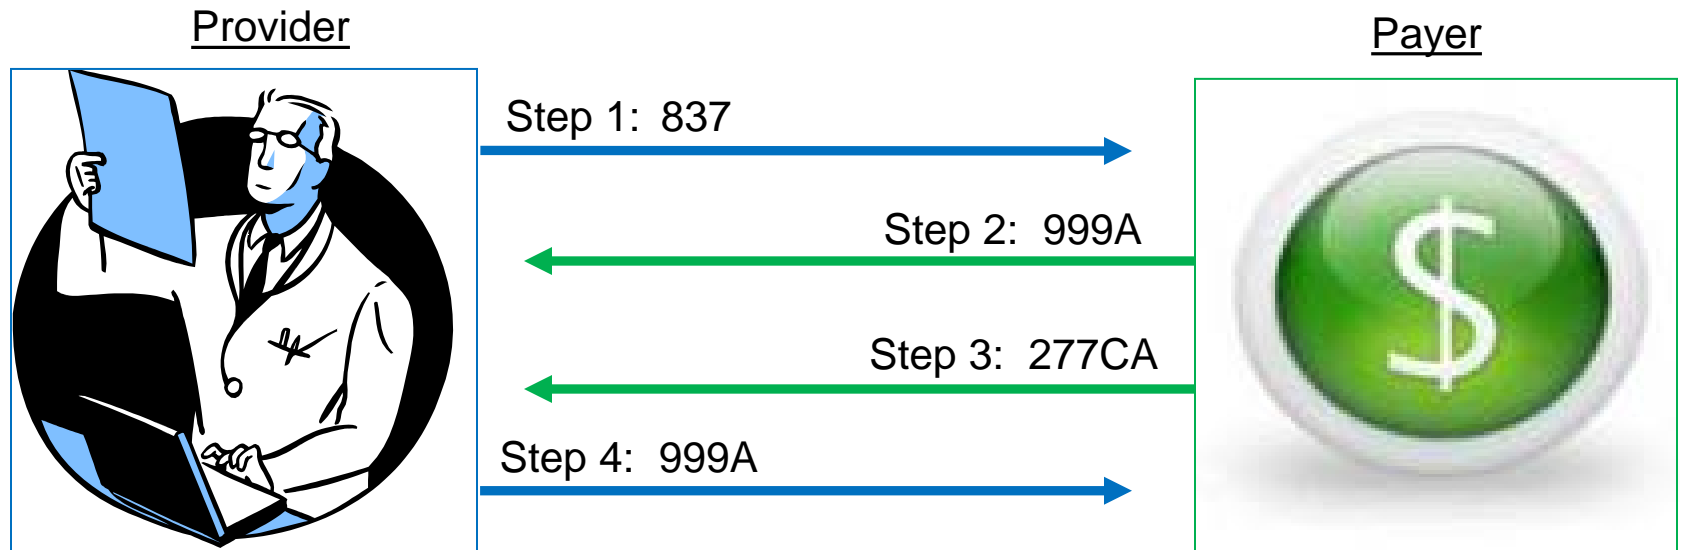 Provider
Payer
Step 1: 837
Step 2: 999A
Step 3: 277CA
Step 4: 999A
$